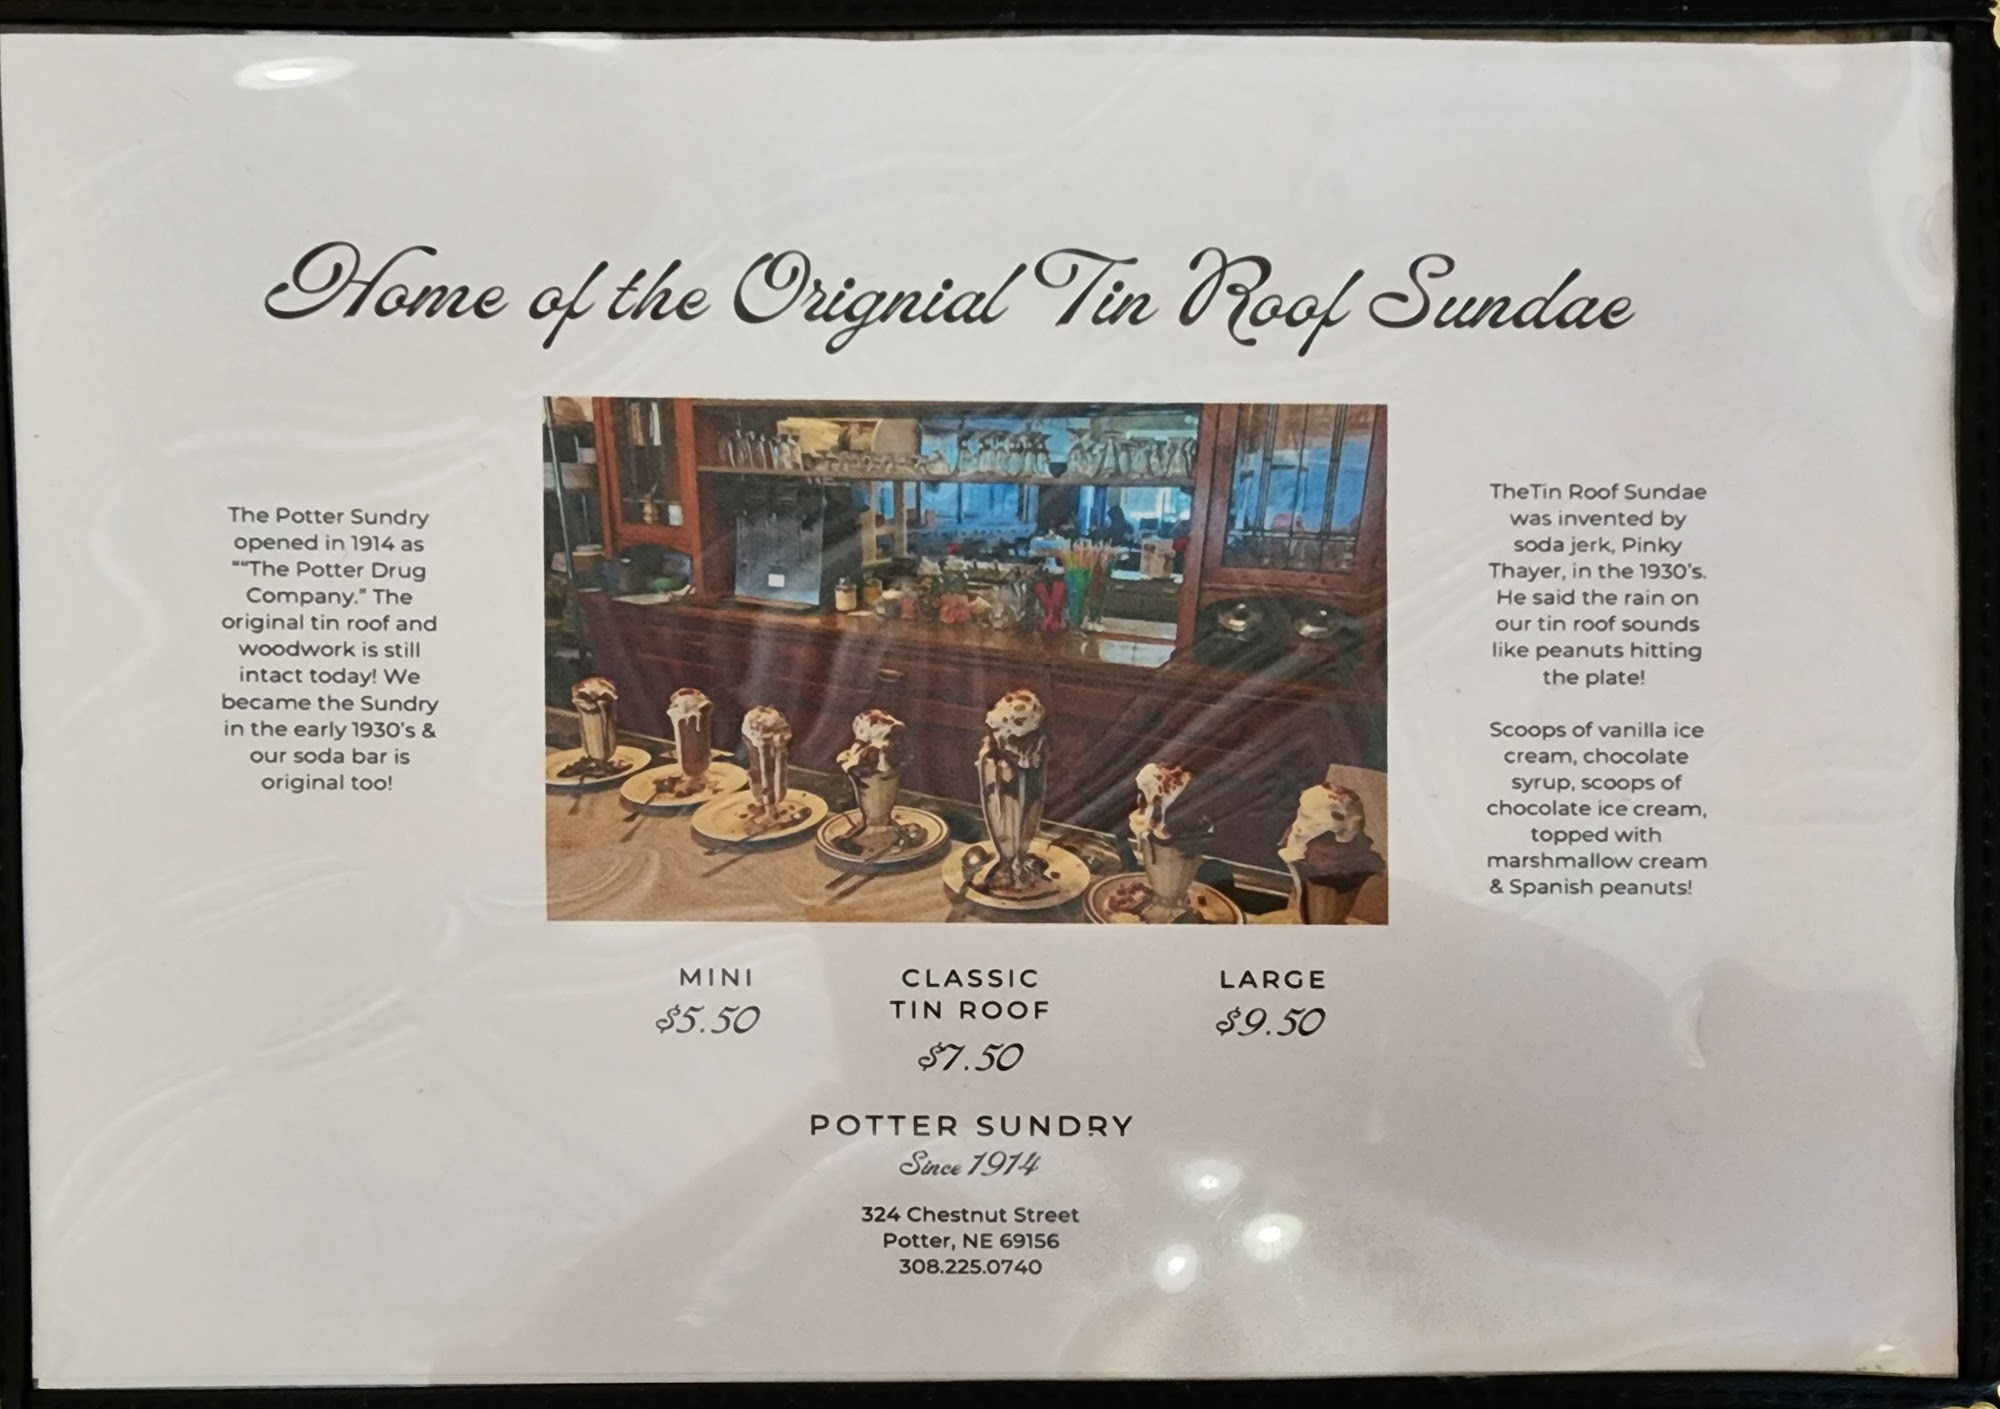 Home of the Orignial Tin Roof Sundae
The Potter Sundry
opened in 1914 as
""The Potter Drug
Company." The
original tin roof and
woodwork is still
intact today! We
became the Sundry
in the early 1930's &
our soda bar is
original too!
TheTin Roof Sundae
was invented by
soda jerk, Pinky
Thayer, in the 1930's.
He said the rain on
our tin roof sounds
like peanuts hitting
the plate!
Scoops of vanilla ice
cream, chocolate
syrup, scoops of
chocolate ice cream,
topped with
marshmallow cream
& Spanish peanuts!
MINI
$5.50
CLASSIC
TIN ROOF
$7.50
LARGE
$9.50
POTTER SUNDRY
Since 1914
324 Chestnut Street
Potter, NE 69156
308.225.0740